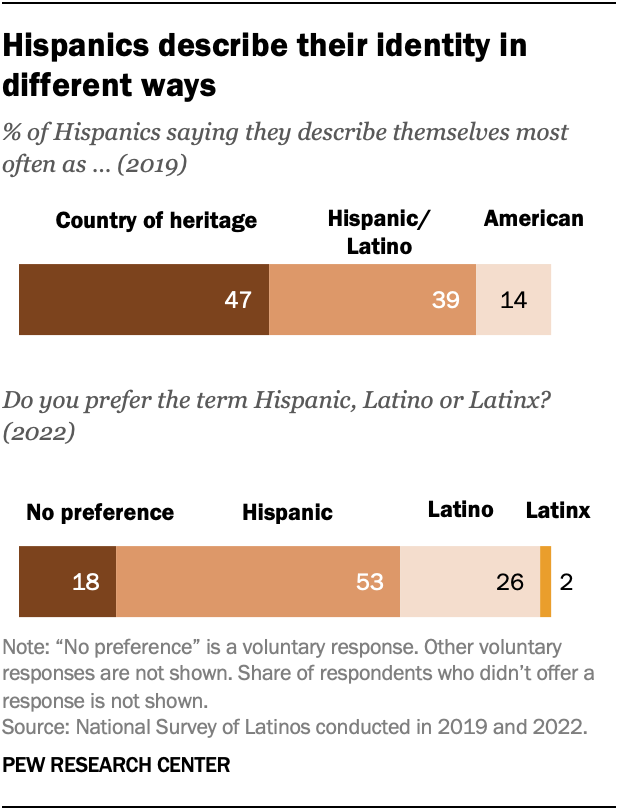 Hispanics describe their identity in
different ways
% of Hispanics saying they describe themselves most
often as ... (2019)
Country of heritage
Hispanic/
Latino
American
47
39
14
Do you prefer the term Hispanic, Latino or Latinx?
(2022)
No preference
Hispanic
Latino
Latinx
18
53
26
2
Note: “No preference” is a voluntary response. Other voluntary
responses are not shown. Share of respondents who didn’t offer a
response is not shown.
Source: National Survey of Latinos conducted in 2019 and 2022.
PEW RESEARCH CENTER